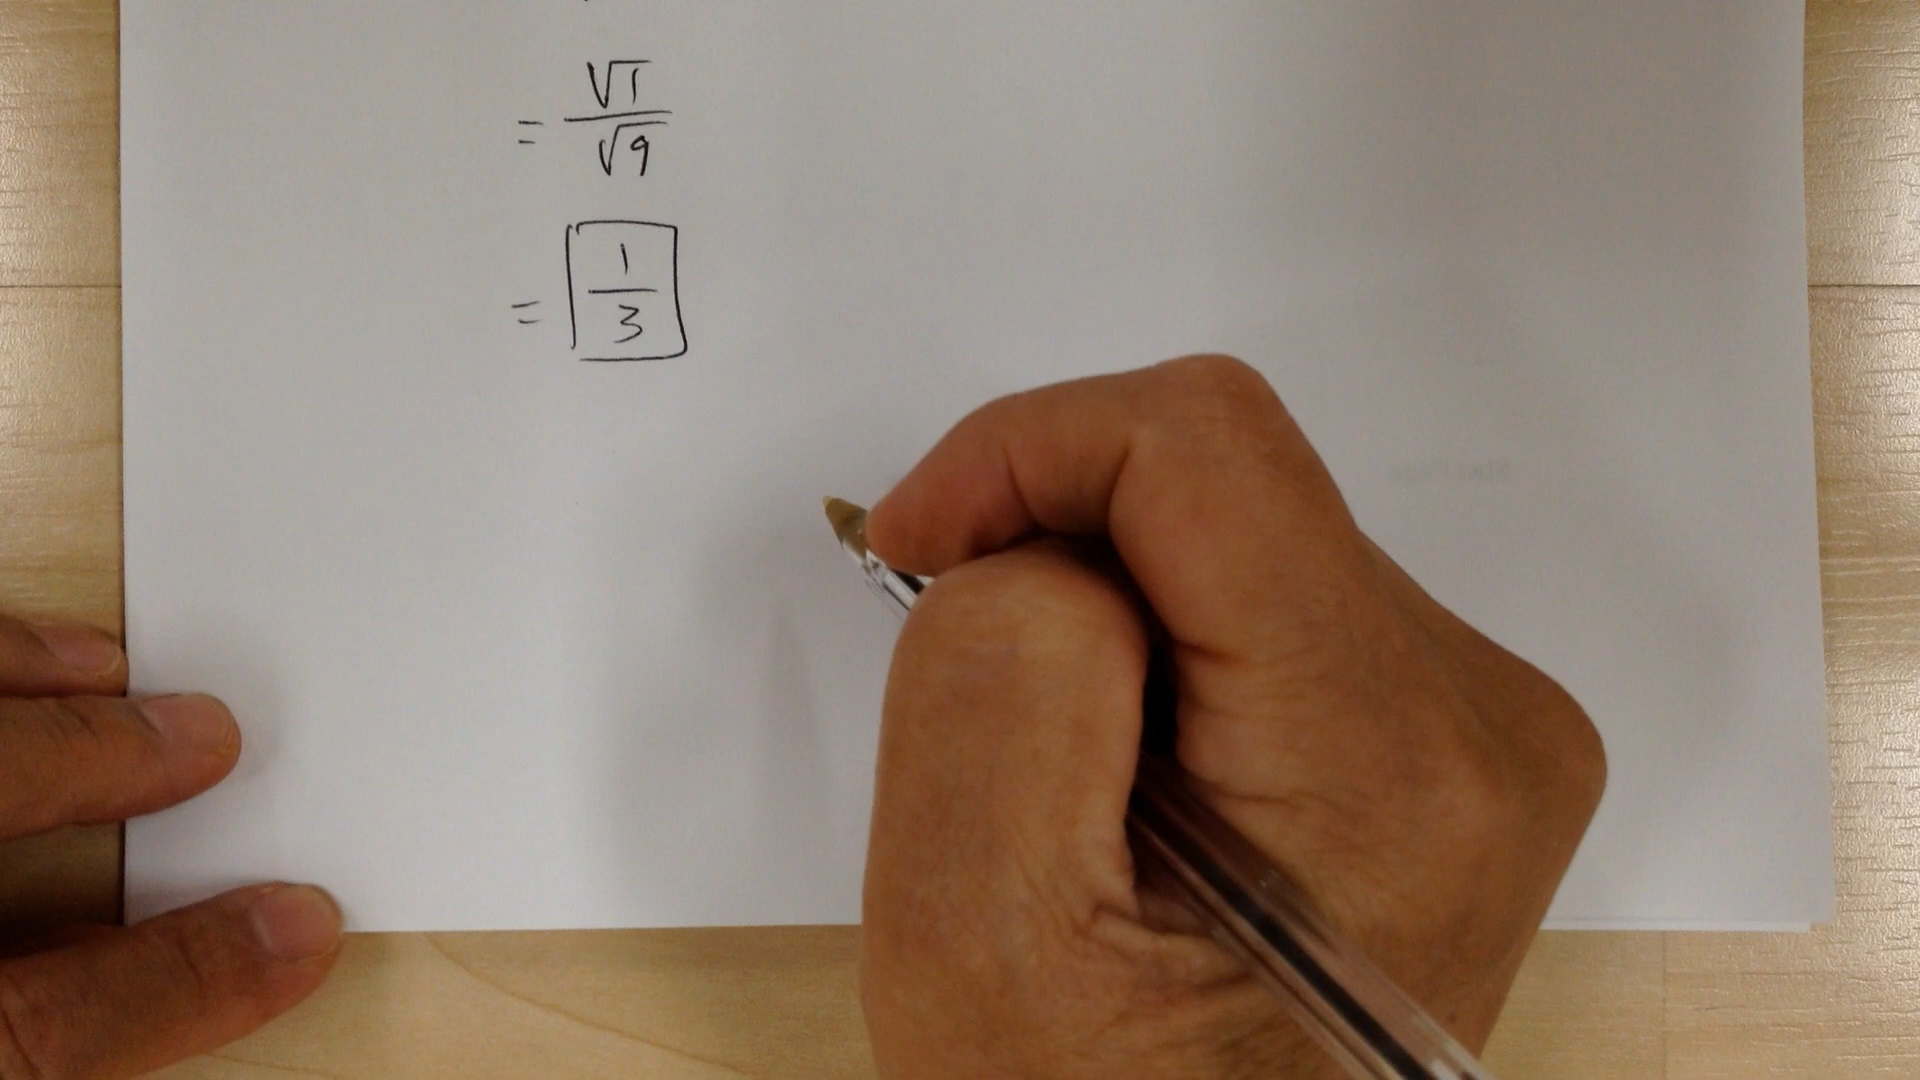 = √1/√9
= 1/3